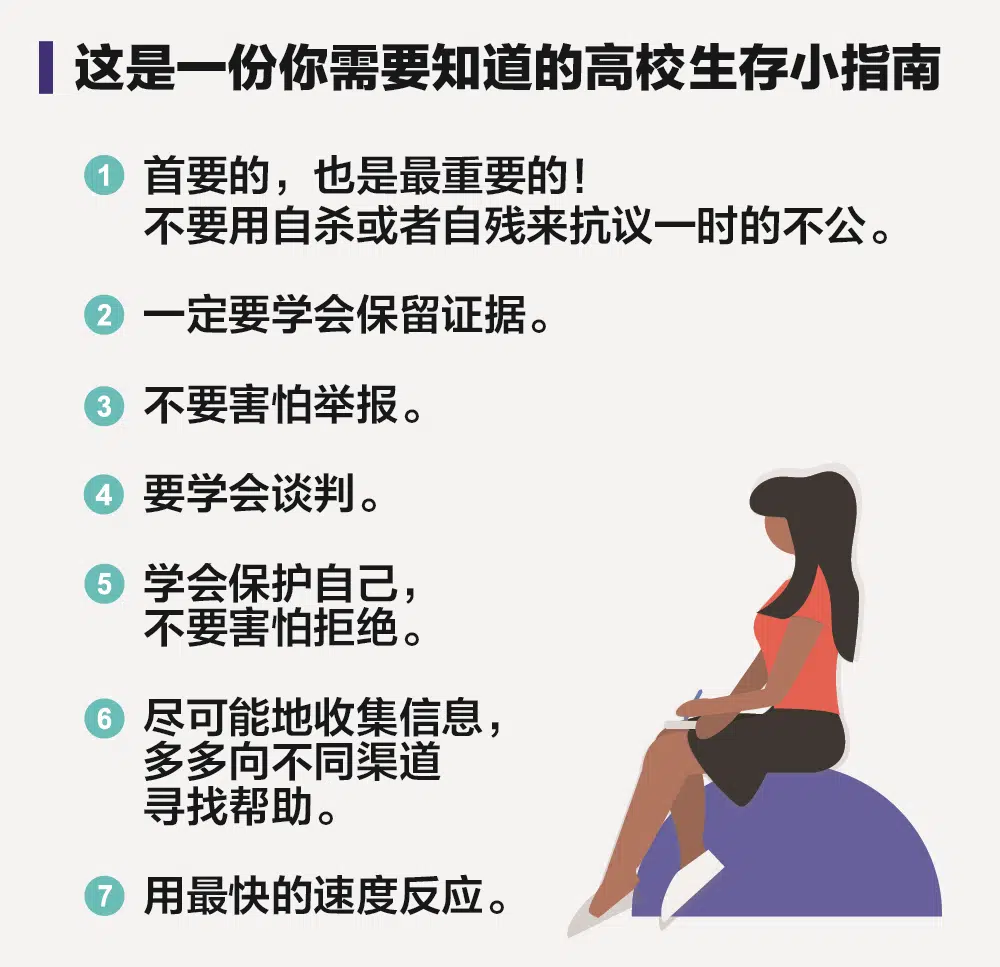 这是一份你需要知道的高校生存小指南
1 首要的，也是最重要的！
不要用自杀或者自残来抗议一时的不公。
2 一定要学会保留证据。
3 不要害怕举报。
4 要学会谈判。
5 学会保护自己，
不要害怕拒绝。
6 尽可能地收集信息，
多多向不同渠道
寻找帮助。
7 用最快的速度反应。